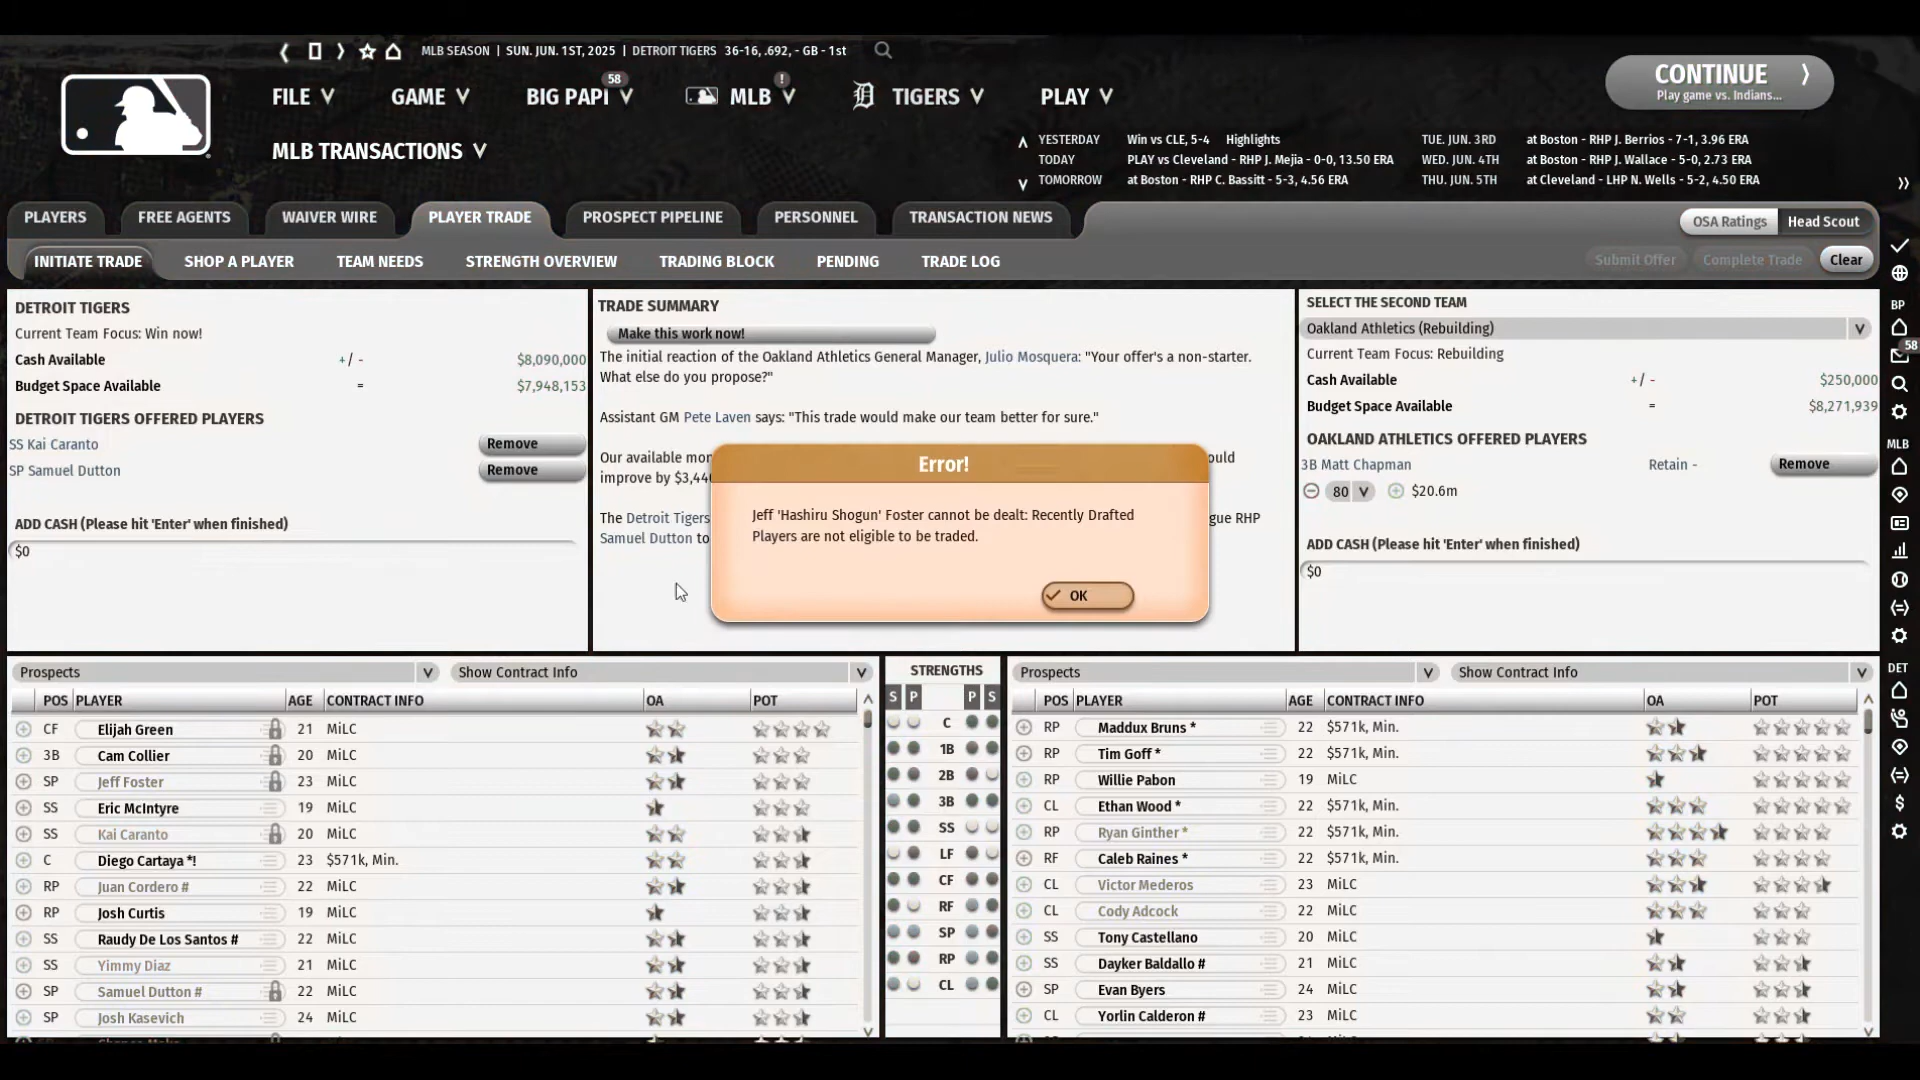 MLB SEASON | SUN. JUN. 1ST, 2025 | DETROIT TIGERS 36-16, .692, - GB - 1st
FILE
GAME
BIG PAPI
58
MLB
!
TIGERS
PLAY
CONTINUE
Play game vs. Indians...
MLB TRANSACTIONS
YESTERDAY Win vs CLE, 5-4 Highlights
TODAY PLAY vs Cleveland - RHP J. Mejia - 0-0, 13.50 ERA
TOMORROW at Boston - RHP C. Bassitt - 5-3, 4.56 ERA
TUE. JUN. 3RD at Boston - RHP J. Berrios - 7-1, 3.96 ERA
WED. JUN. 4TH at Boston - RHP J. Wallace - 5-0, 2.73 ERA
THU. JUN. 5TH at Cleveland - LHP N. Wells - 5-2, 4.50 ERA
PLAYERS
FREE AGENTS
WAIVER WIRE
PLAYER TRADE
PROSPECT PIPELINE
PERSONNEL
TRANSACTION NEWS
OSA Ratings
Head Scout
INITIATE TRADE
SHOP A PLAYER
TEAM NEEDS
STRENGTH OVERVIEW
TRADING BLOCK
PENDING
TRADE LOG
Submit Offer
Complete Trade
Clear
DETROIT TIGERS
Current Team Focus: Win now!
Cash Available +/ - $8,090,000
Budget Space Available = $7,948,153
DETROIT TIGERS OFFERED PLAYERS
SS Kai Caranto Remove
SP Samuel Dutton Remove
ADD CASH (Please hit 'Enter' when finished)
$0
TRADE SUMMARY
Make this work now!
The initial reaction of the Oakland Athletics General Manager, Julio Mosquera: "Your offer's a non-starter.
What else do you propose?"
Assistant GM Pete Laven says: "This trade would make our team better for sure."
Our available
improve by
The Detroit Tigers RHP
Samuel Dutton to
Error!
Jeff 'Hashiru Shogun' Foster cannot be dealt: Recently Drafted
Players are not eligible to be traded.
OK
SELECT THE SECOND TEAM
Oakland Athletics (Rebuilding)
Current Team Focus: Rebuilding
Cash Available +/ - $250,000
Budget Space Available = $8,271,939
OAKLAND ATHLETICS OFFERED PLAYERS
3B Matt Chapman Retain - Remove
80 $20.6m
ADD CASH (Please hit 'Enter' when finished)
$0
Prospects
Show Contract Info
POS PLAYER AGE CONTRACT INFO OA POT
CF Elijah Green 21 MiLC
3B Cam Collier 20 MiLC
SP Jeff Foster 23 MiLC
SS Eric McIntyre 19 MiLC
SS Kai Caranto 20 MiLC
C Diego Cartaya *! 23 $571k, Min.
RP Juan Cordero # 22 MiLC
RP Josh Curtis 19 MiLC
SS Raudy De Los Santos # 22 MiLC
SS Yimmy Diaz 21 MiLC
SP Samuel Dutton # 22 MiLC
SP Josh Kasevich 24 MiLC
STRENGTHS
S P P S
C
1B
2B
3B
SS
LF
CF
RF
SP
RP
CL
Prospects
Show Contract Info
POS PLAYER AGE CONTRACT INFO OA POT
RP Maddux Bruns * 22 $571k, Min.
RP Tim Goff * 22 $571k, Min.
RP Willie Pabon 19 MiLC
CL Ethan Wood * 22 $571k, Min.
RP Ryan Ginther * 22 $571k, Min.
RF Caleb Raines * 22 $571k, Min.
CL Victor Mederos 23 MiLC
CL Cody Adcock 22 MiLC
SS Tony Castellano 20 MiLC
SS Dayker Baldallo # 21 MiLC
SP Evan Byers 24 MiLC
CL Yorlin Calderon # 23 MiLC
BP
58
MLB
DET
$